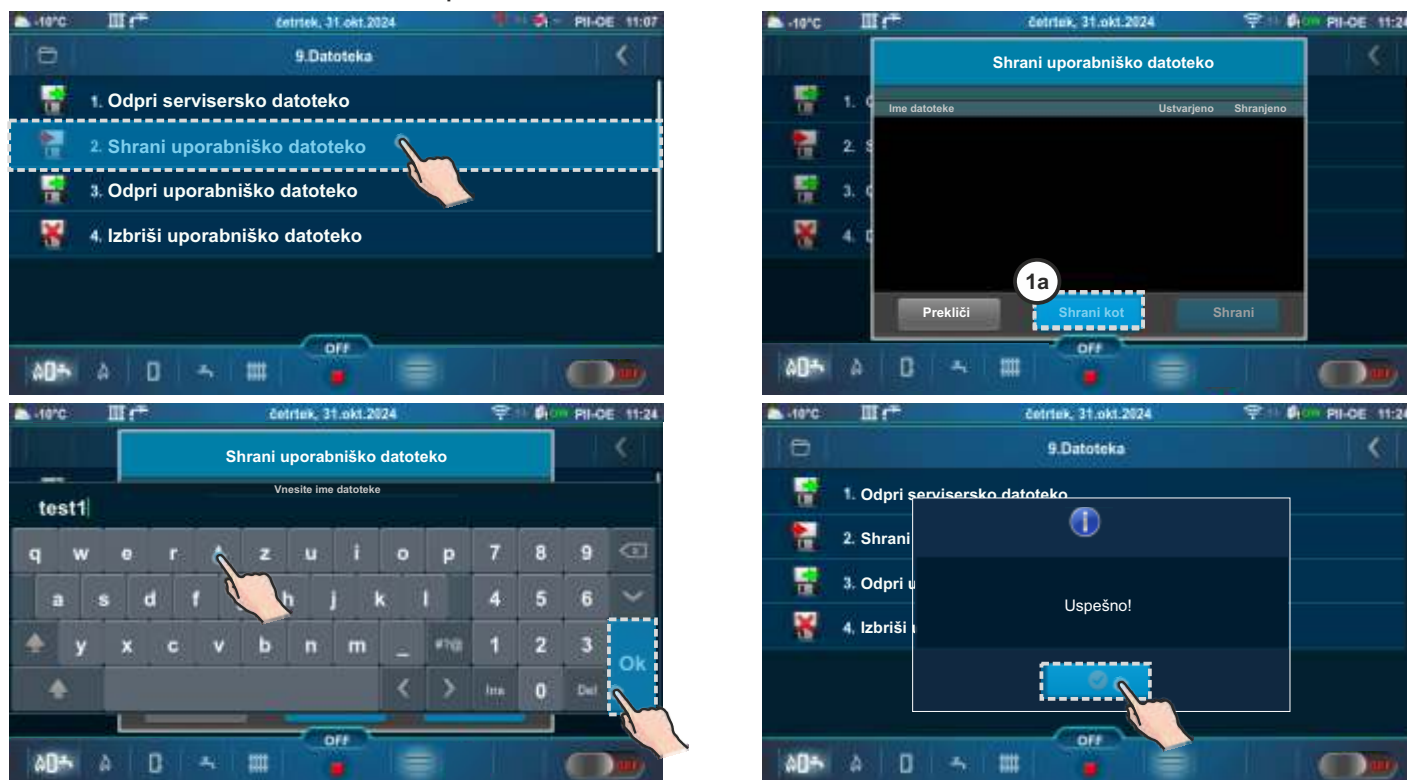 -10°C četrtek, 31.okt.2024 PII-OE 11:07
9.Datoteka
1. Odpri servisersko datoteko
2. Shrani uporabniško datoteko
3. Odpri uporabniško datoteko
4. Izbriši uporabniško datoteko
OFF
OFF
-10°C četrtek, 31.okt.2024 PII-OE 11:24
Shrani uporabniško datoteko
Ime datoteke Ustvarjeno Shranjeno
1.
2. S
3.
4.
1a
Prekliči Shrani kot Shrani
OFF
OFF
-10°C četrtek, 31.okt.2024 PII-OE 11:24
Shrani uporabniško datoteko
Vnesite ime datoteke
test1
q w e r z u i o p 7 8 9
a s d f h j k l 4 5 6
y x c v b n m _ #?@ 1 2 3 Ok
< > Ins 0 Del
OFF
-10°C četrtek, 31.okt.2024 PII-OE 11:24
9.Datoteka
1. Odpri servisersko datoteko
2. Shrani
3. Odpri u
4. Izbriši
Uspešno!
OFF